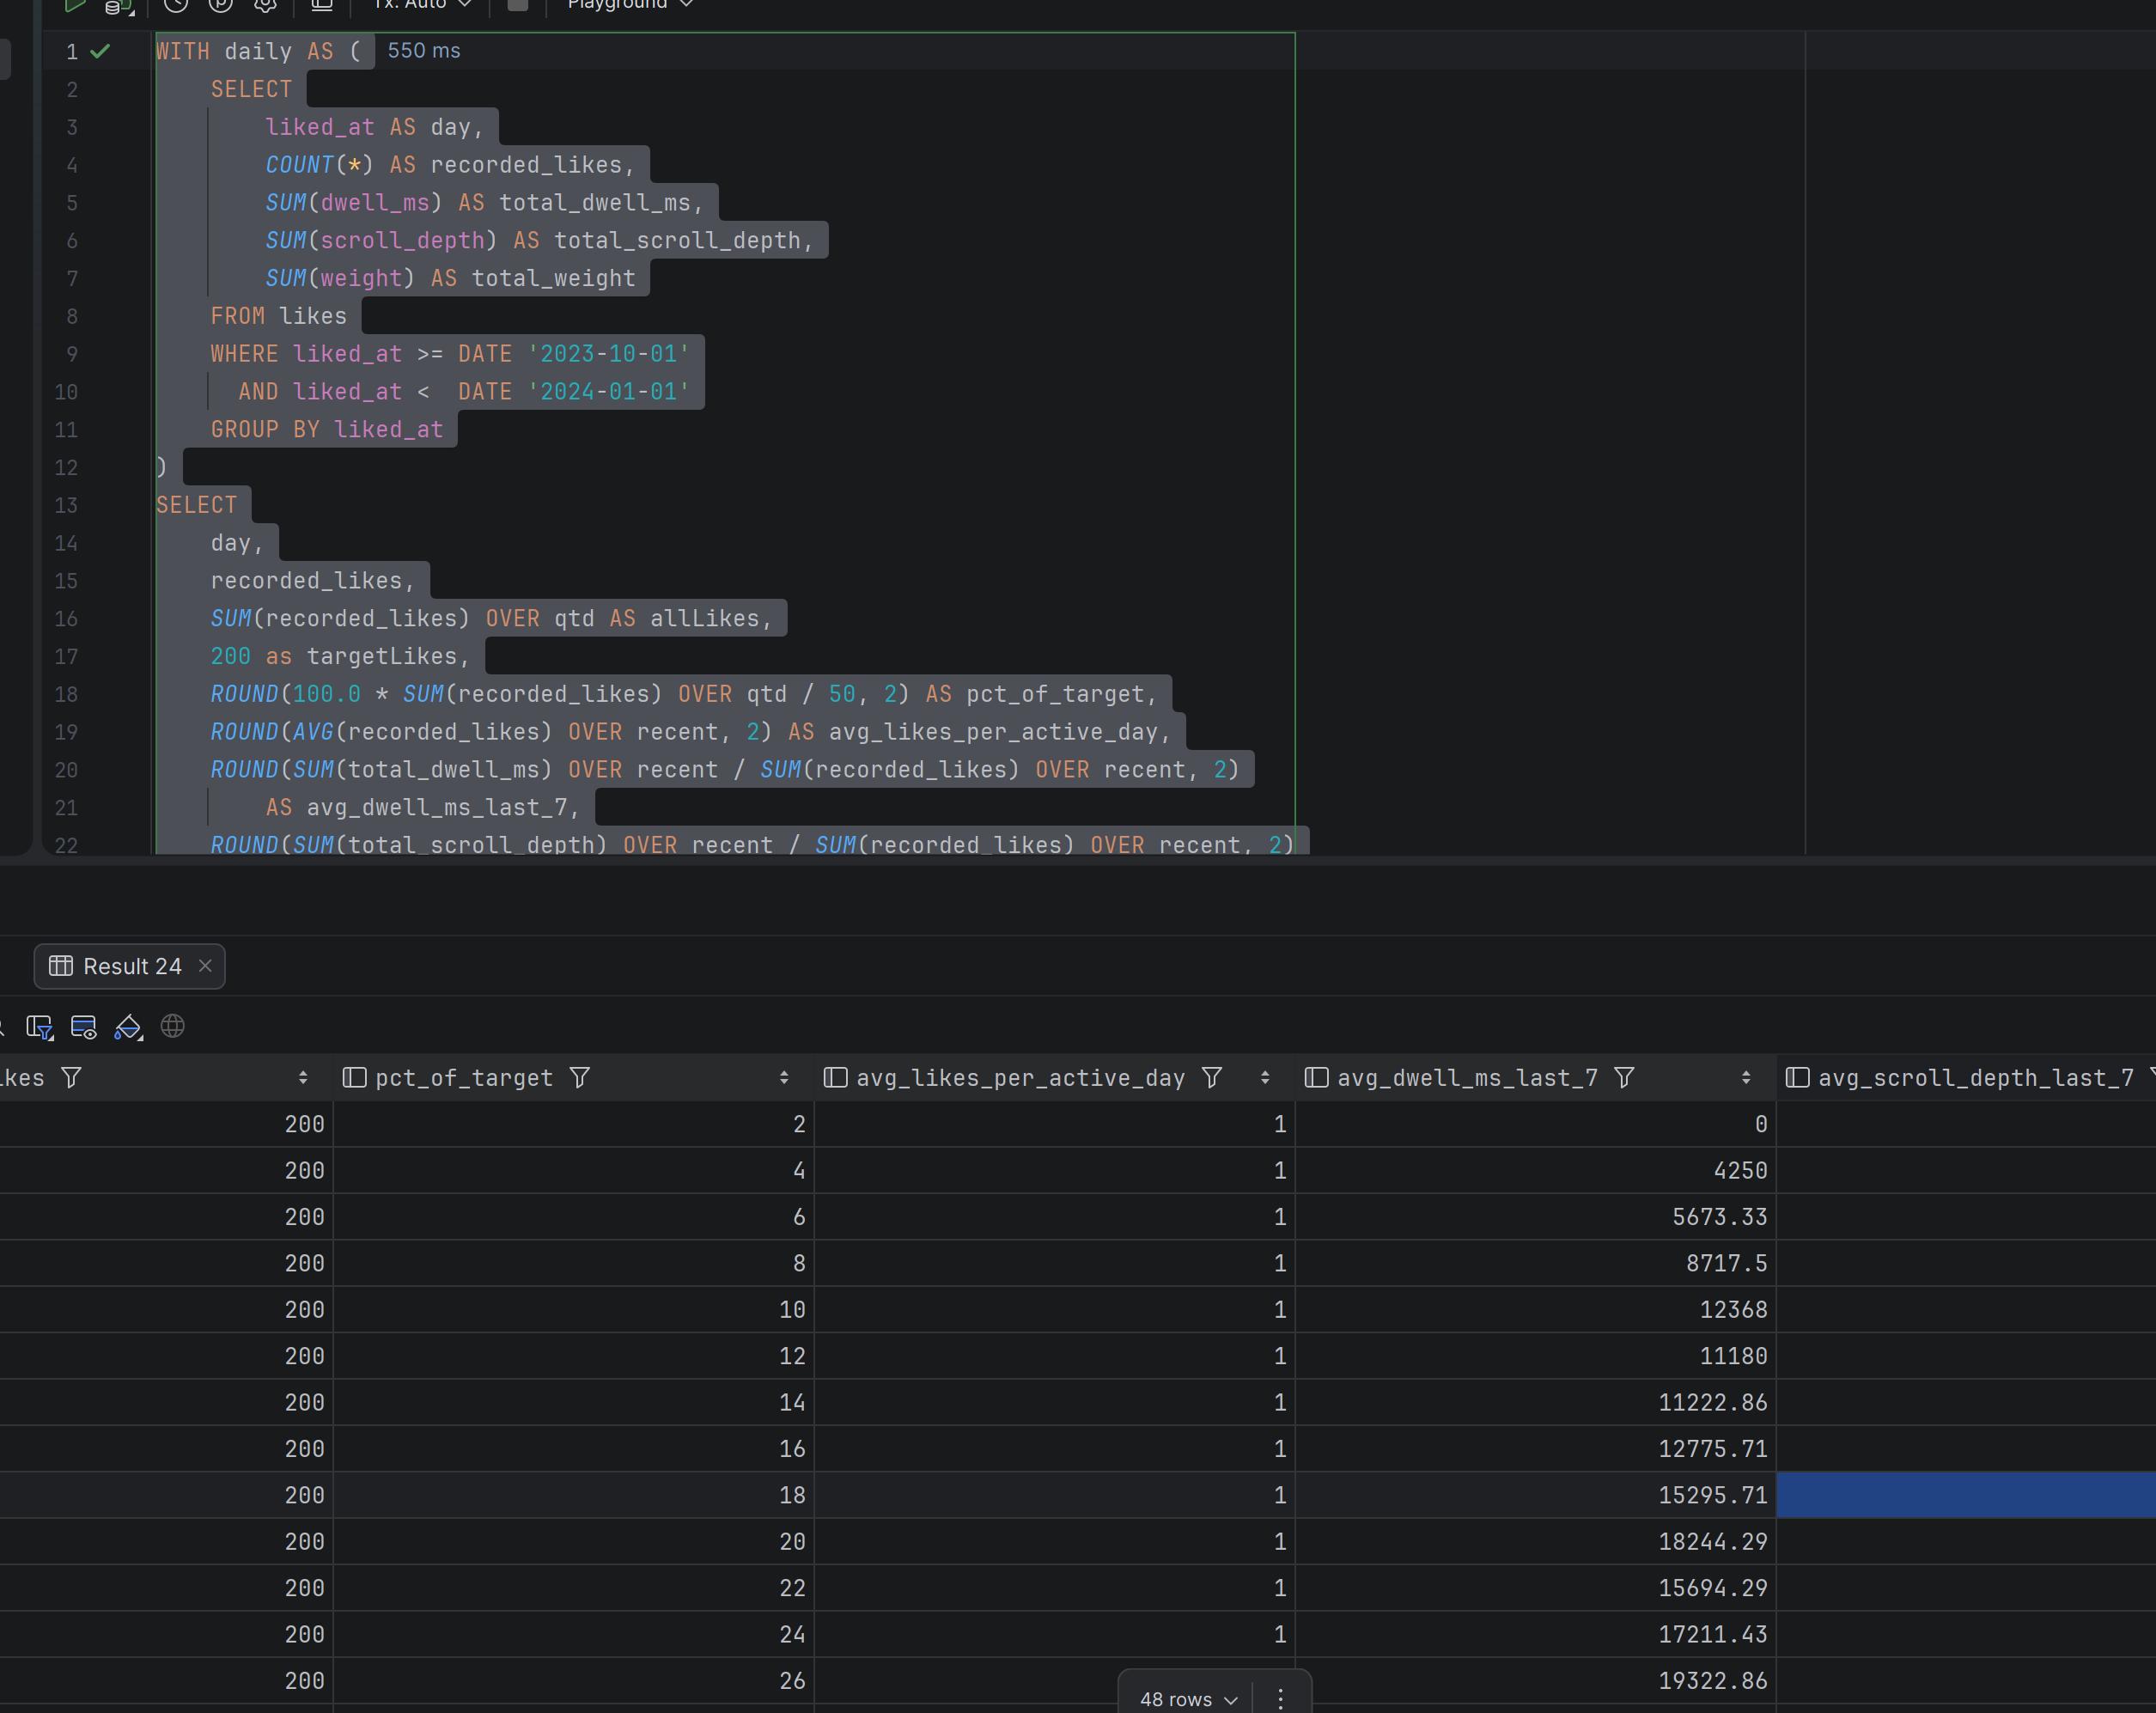 Tx: Auto Playground
1 WITH daily AS ( 550 ms
2 SELECT
3 liked_at AS day,
4 COUNT(*) AS recorded_likes,
5 SUM(dwell_ms) AS total_dwell_ms,
6 SUM(scroll_depth) AS total_scroll_depth,
7 SUM(weight) AS total_weight
8 FROM likes
9 WHERE liked_at >= DATE '2023-10-01'
10 AND liked_at < DATE '2024-01-01'
11 GROUP BY liked_at
12 )
13 SELECT
14 day,
15 recorded_likes,
16 SUM(recorded_likes) OVER qtd AS allLikes,
17 200 as targetLikes,
18 ROUND(100.0 * SUM(recorded_likes) OVER qtd / 50, 2) AS pct_of_target,
19 ROUND(AVG(recorded_likes) OVER recent, 2) AS avg_likes_per_active_day,
20 ROUND(SUM(total_dwell_ms) OVER recent / SUM(recorded_likes) OVER recent, 2)
21 AS avg_dwell_ms_last_7,
22 ROUND(SUM(total_scroll_depth) OVER recent / SUM(recorded_likes) OVER recent, 2)
Result 24
kes pct_of_target avg_likes_per_active_day avg_dwell_ms_last_7 avg_scroll_depth_last_7
200 2 1 0
200 4 1 4250
200 6 1 5673.33
200 8 1 8717.5
200 10 1 12368
200 12 1 11180
200 14 1 11222.86
200 16 1 12775.71
200 18 1 15295.71
200 20 1 18244.29
200 22 1 15694.29
200 24 1 17211.43
200 26 19322.86
48 rows